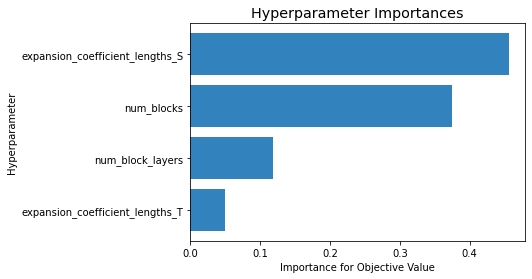 Hyperparameter Importances
Hyperparameter
expansion_coefficient_lengths_S
num_blocks
num_block_layers
expansion_coefficient_lengths_T
0.0 0.1 0.2 0.3 0.4
Importance for Objective Value